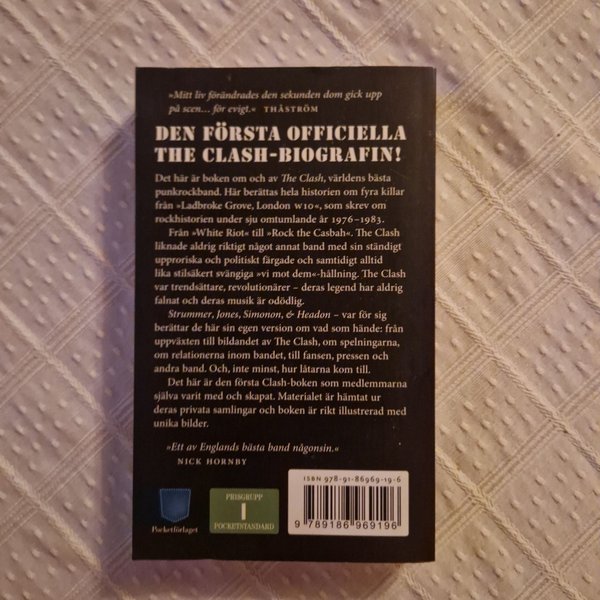 »Mitt liv förändrades den sekunden dom gick upp
på scen... för evigt.« THÅSTRÖM
DEN FÖRSTA OFFICIELLA
THE CLASH-BIOGRAFIN!
Det här är boken om och av The Clash, världens bästa
punkrockband. Här berättas hela historien om fyra killar
från »Ladbroke Grove, London W10«, som skrev om
rockhistorien under sju omtumlande år 1976–1983.
Från »White Riot« till »Rock the Casbah«. The Clash
liknade aldrig riktigt något annat band med sin ständigt
upproriska och politiskt färgade och samtidigt alltid
lika stilsäkert svängiga »vi mot dem«-hållning. The Clash
var trendsättare, revolutionärer – deras legend har aldrig
falnat och deras musik är odödlig.
Strummer, Jones, Simonon, & Headon – var för sig
berättar de här sin egen version om vad som hände: från
uppväxten till bildandet av The Clash, om spelningarna,
om relationerna inom bandet, till fansen, pressen och
andra band. Och, inte minst, hur låtarna kom till.
Det här är den första Clash-boken som medlemmarna
själva varit med och skapat. Materialet är hämtat ur
deras privata samlingar och boken är rikt illustrerad med
unika bilder.
»Ett av Englands bästa band någonsin.«
NICK HORNBY
Pocketförlaget
PRISGRUPP
1
POCKETSTANDARD
ISBN 978-91-86969-19-6
9 789186 969196